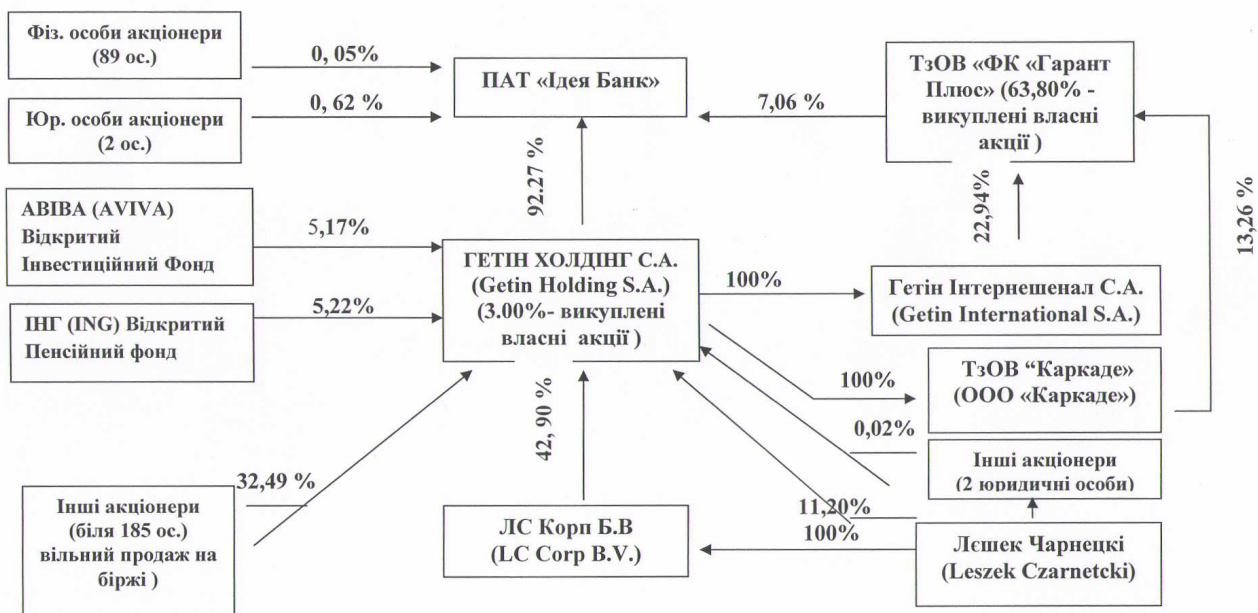 Фіз. особи акціонери
(89 ос.)
0, 05%
ПАТ «Ідея Банк»
ТзОВ «ФК «Гарант
Плюс» (63,80% -
викуплені власні
акції )
7,06 %
Юр. особи акціонери
(2 ос.)
0, 62 %
92.27 %
22,94%
13,26 %
АВІВА (AVIVA)
Відкритий
Інвестиційний Фонд
5,17%
ГЕТІН ХОЛДІНГ С.А.
(Getin Holding S.A.)
(3.00%- викуплені
власні акції )
100%
Гетін Інтернешенал С.А.
(Getin International S.A.)
ІНГ (ING) Відкритий
Пенсійний фонд
5,22%
100%
ТзОВ “Каркаде»
(ООО «Каркаде»)
42, 90 %
0,02%
Інші акціонери
(2 юридичні особи)
32,49 %
Інші акціонери
(біля 185 ос.)
вільний продаж на
біржі )
ЛС Корп Б.В
(LC Corp B.V.)
11,20%
100%
Лєшек Чарнецкі
(Leszek Czarnetcki)